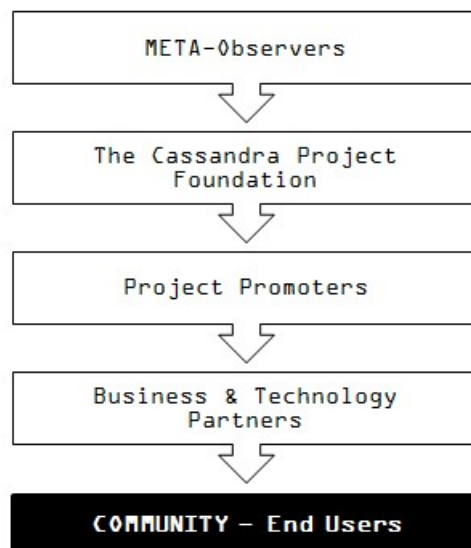 META-Observers
The Cassandra Project
Foundation
Project Promoters
Business & Technology
Partners
COMMUNITY - End Users